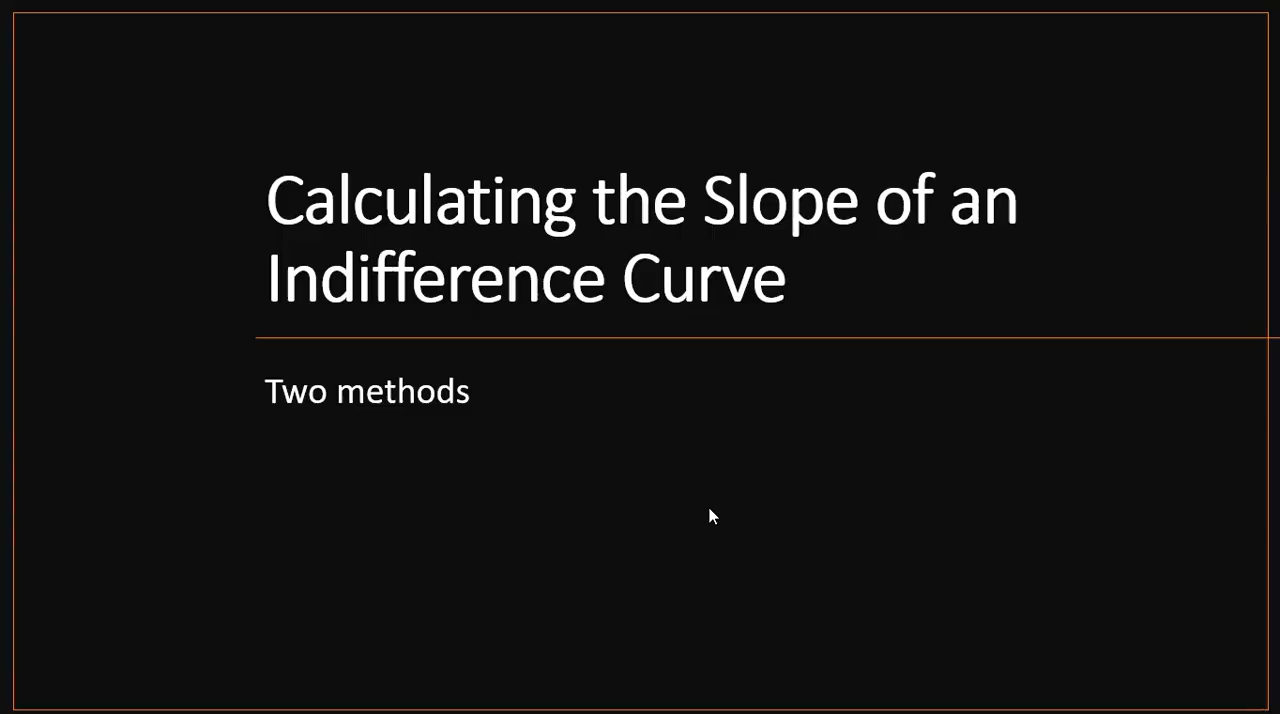 Calculating the Slope of an
Indifference Curve
Two methods